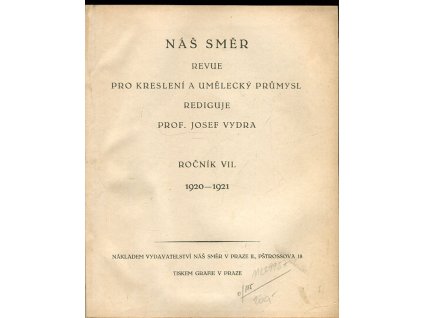 NÁŠ SMĚR
REVUE
PRO KRESLENÍ A UMĚLECKÝ PRŮMYSL
REDIGUJE
PROF. JOSEF VYDRA
ROČNÍK VII.
1920—1921
NÁKLADEM VYDAVATELSTVÍ NÁŠ SMĚR V PRAZE II., PŠTROSSOVA 18
TISKEM GRAFIE V PRAZE